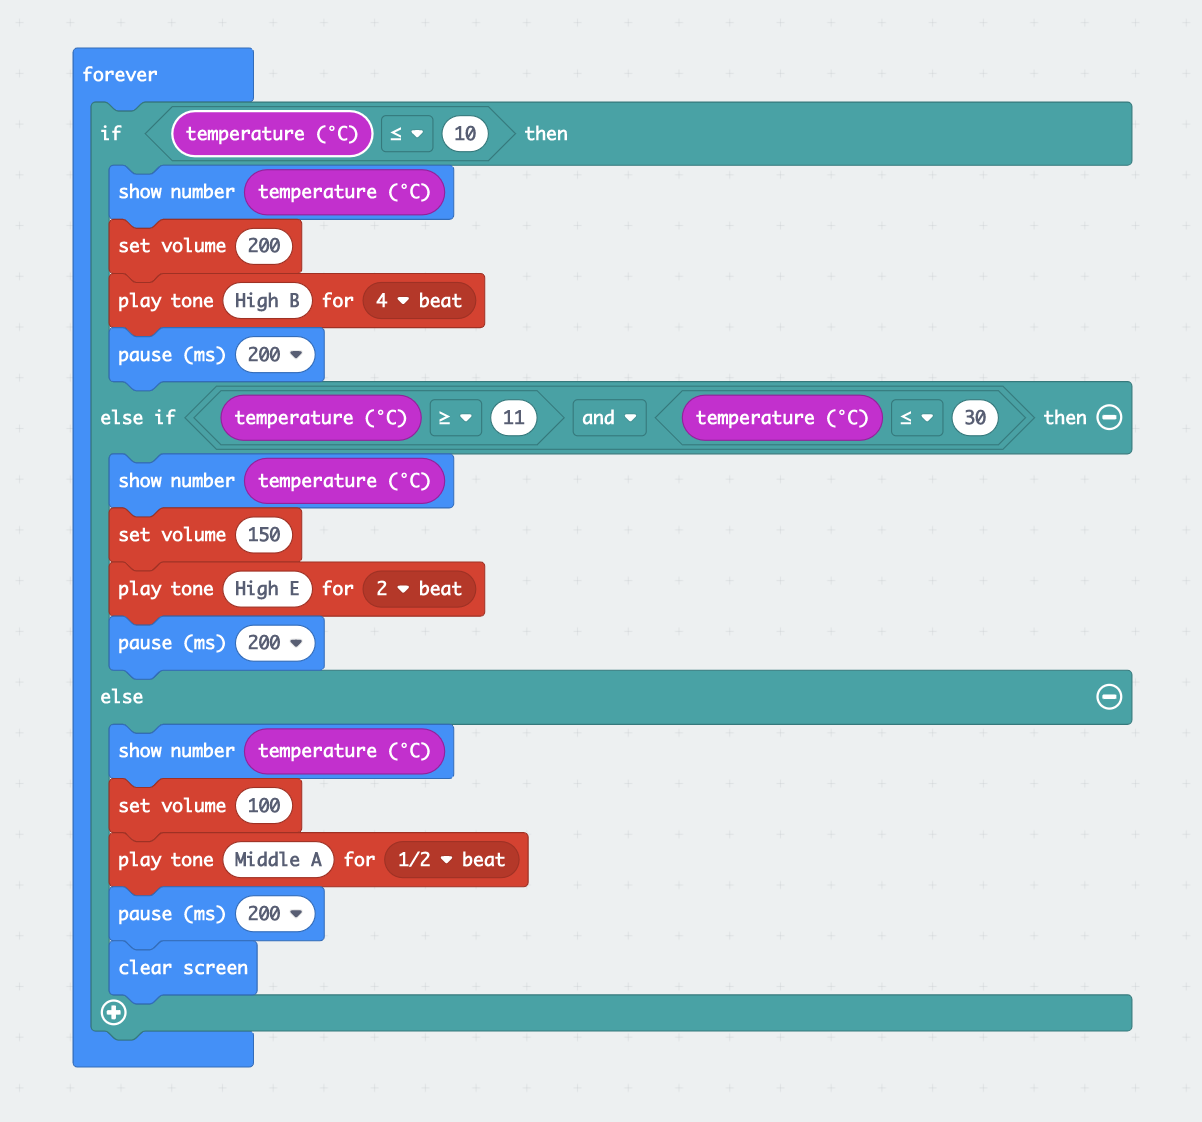 forever
if temperature (°C) ≤ 10 then
show number temperature (°C)
set volume 200
play tone High B for 4 beat
pause (ms) 200
else if temperature (°C) ≥ 11 and temperature (°C) ≤ 30 then
show number temperature (°C)
set volume 150
play tone High E for 2 beat
pause (ms) 200
else
show number temperature (°C)
set volume 100
play tone Middle A for 1/2 beat
pause (ms) 200
clear screen